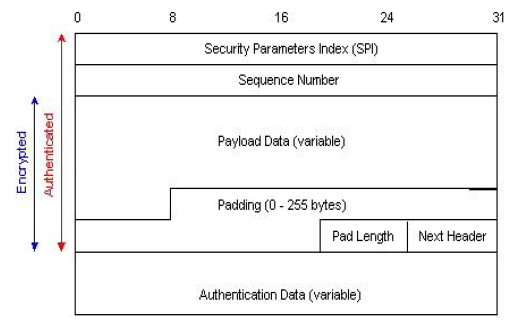 0 8 16 24 31
Security Parameters Index (SPI)
Sequence Number
Encrypted
Authenticated
Payload Data (variable)
Padding (0 - 255 bytes)
Pad Length Next Header
Authentication Data (variable)